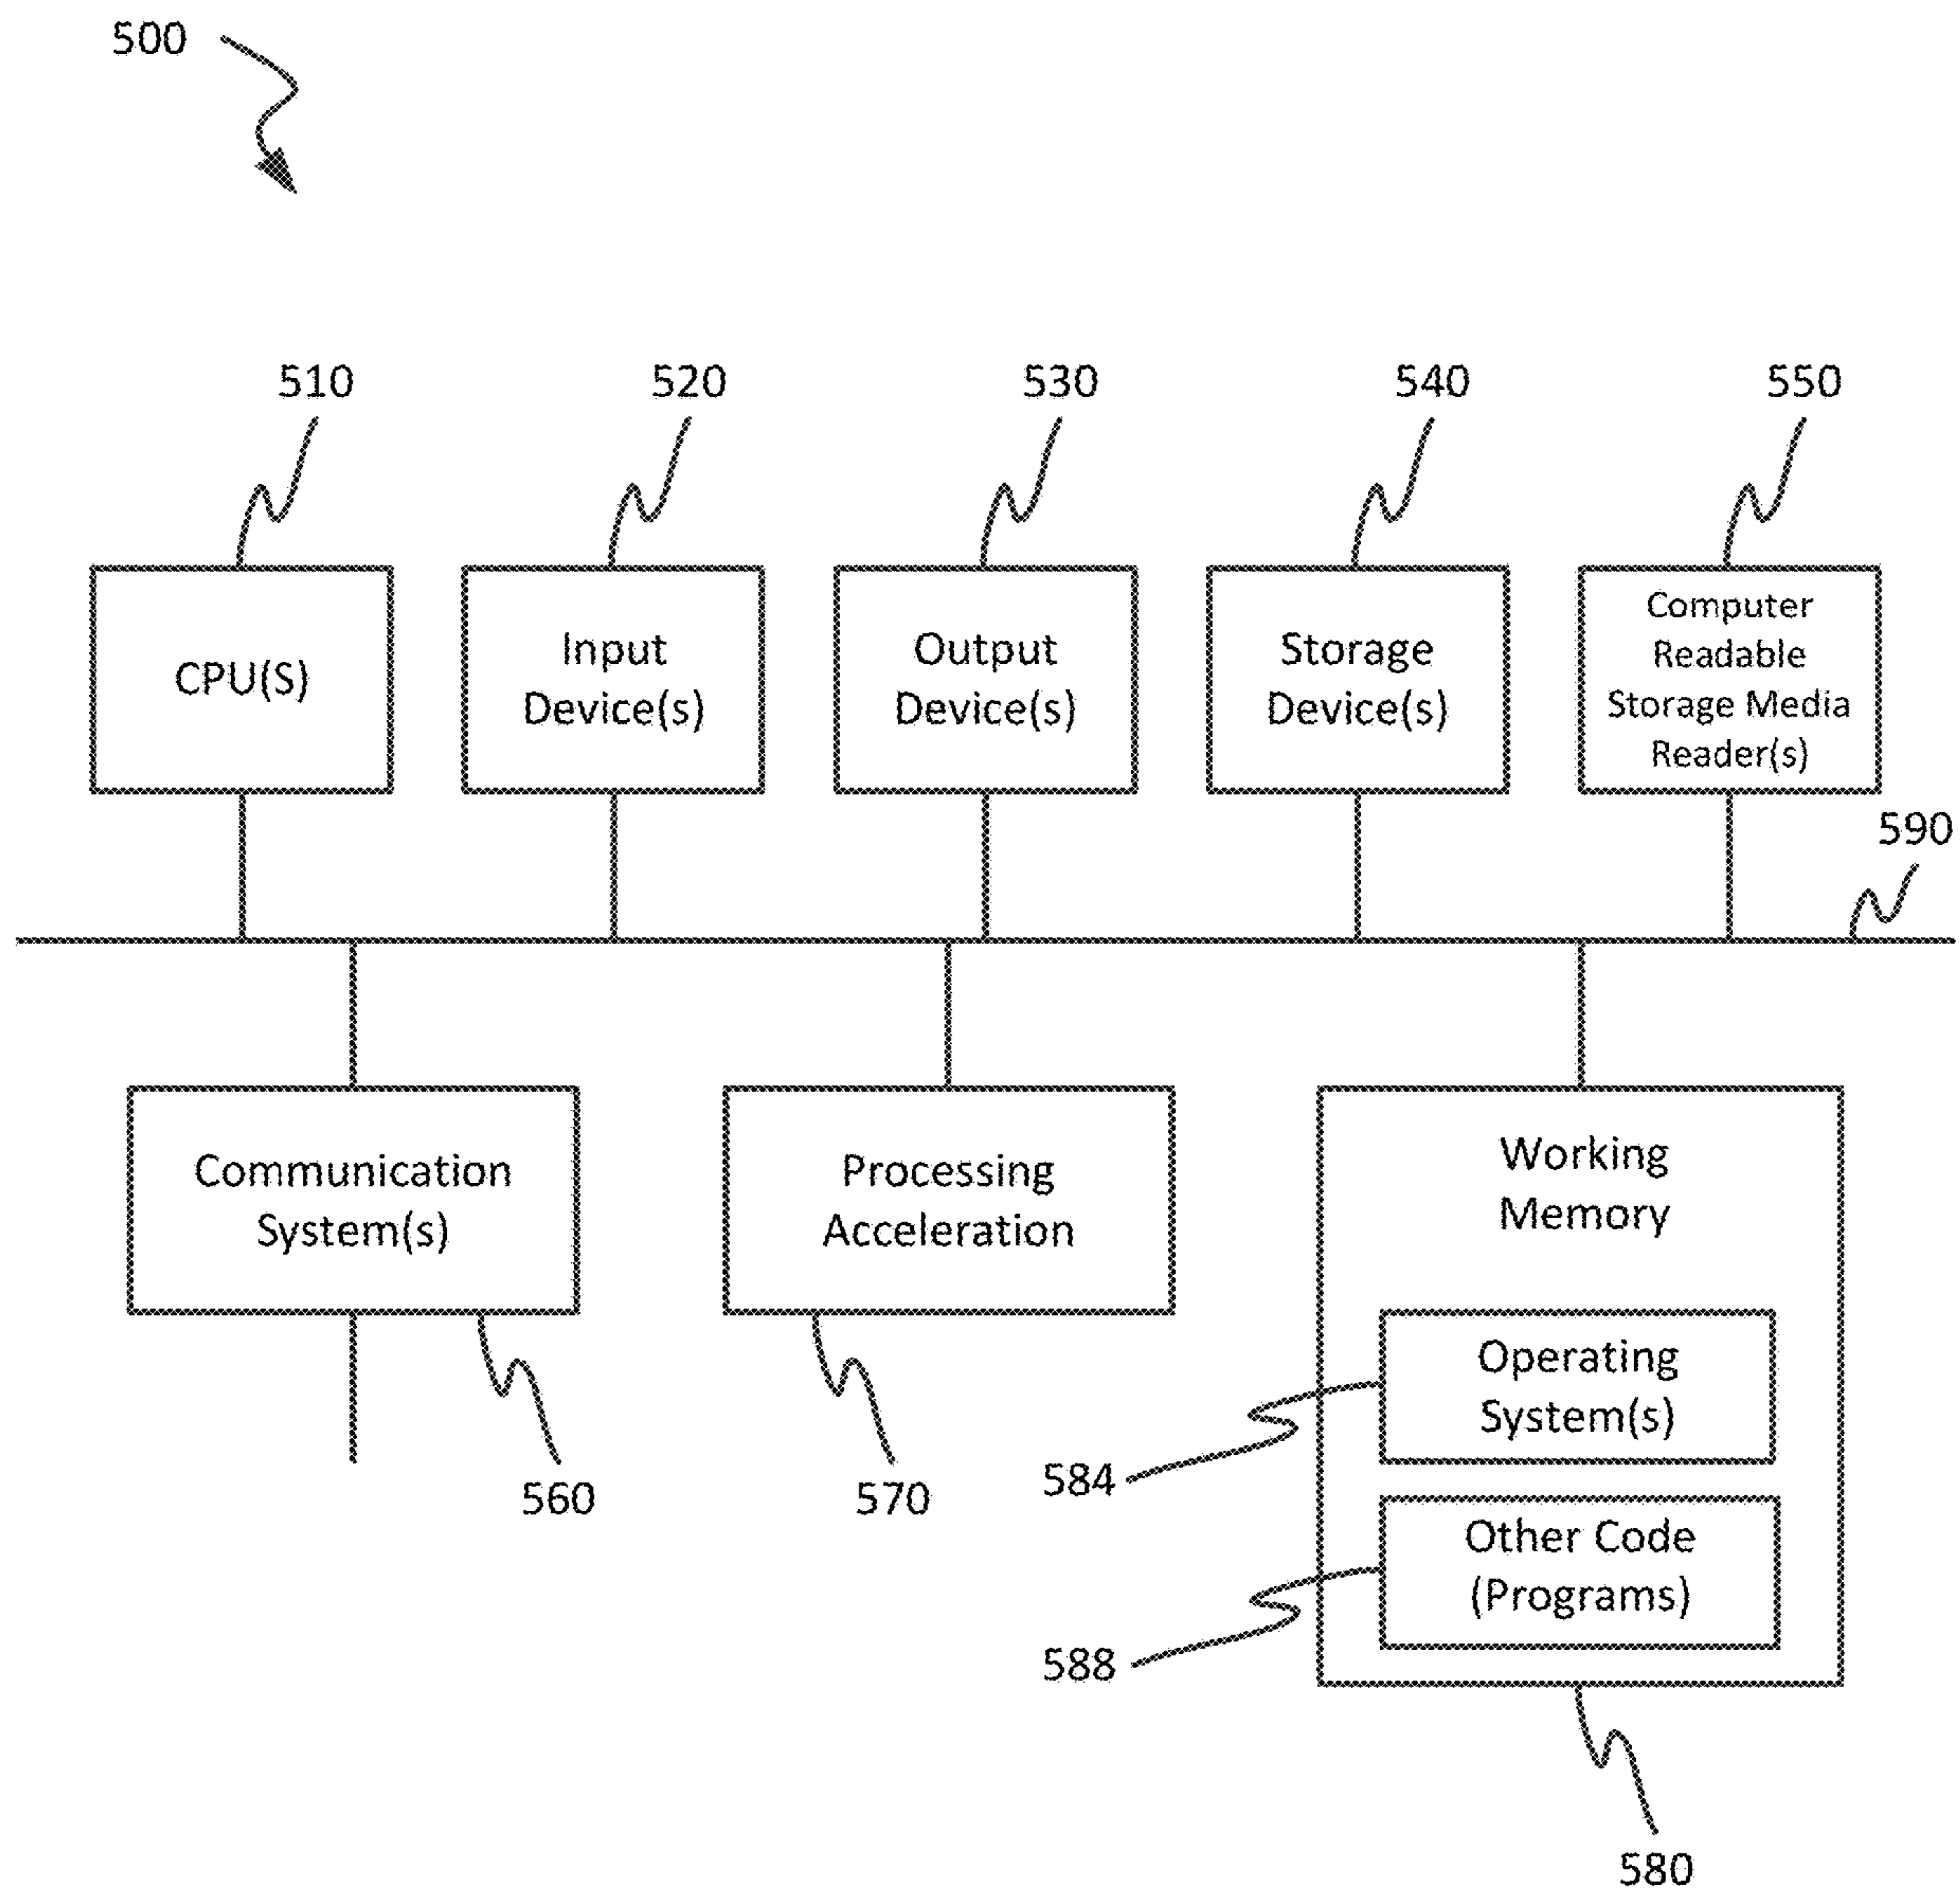 500
510
520
530
540
550
CPU(S)
Input
Device(s)
Output
Device(s)
Storage
Device(s)
Computer
Readable
Storage Media
Reader(s)
590
Communication
System(s)
Processing
Acceleration
Working
Memory
Operating
System(s)
Other Code
(Programs)
560
570
584
588
580